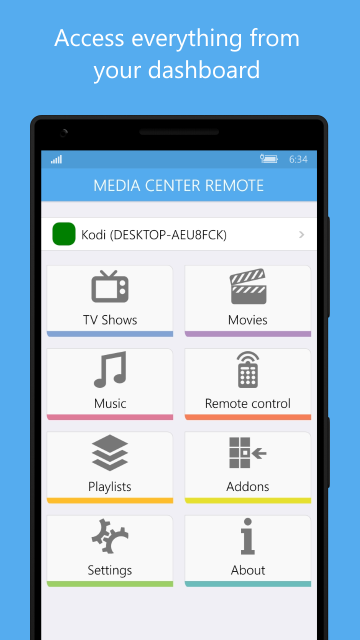 Access everything from
your dashboard
6:34
MEDIA CENTER REMOTE
Kodi (DESKTOP-AEU8FCK)
TV Shows
Movies
Music
Remote control
Playlists
Addons
Settings
About